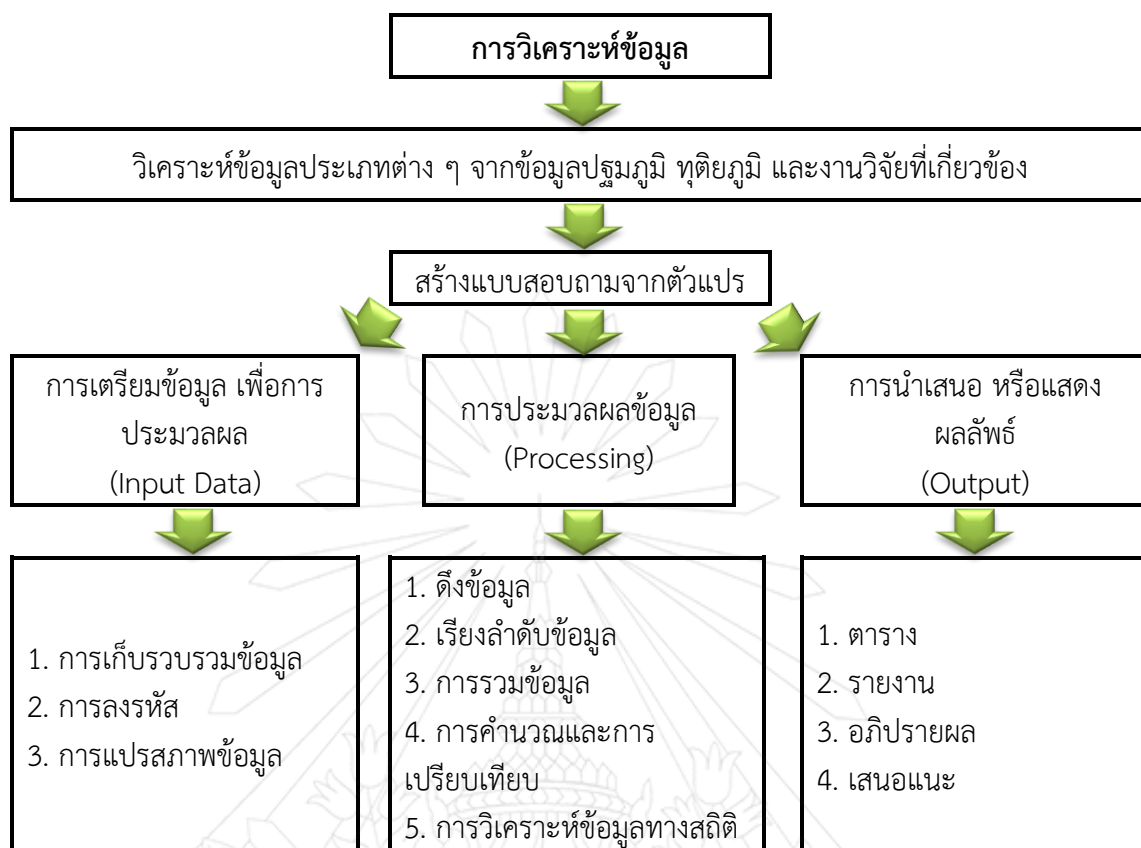 การวิเคราะห์ข้อมูล
วิเคราะห์ข้อมูลประเภทต่าง ๆ จากข้อมูลปฐมภูมิ ทุติยภูมิ และงานวิจัยที่เกี่ยวข้อง
สร้างแบบสอบถามจากตัวแปร
การเตรียมข้อมูล เพื่อการ
ประมวลผล
(Input Data)
การประมวลผลข้อมูล
(Processing)
การนำเสนอ หรือแสดง
ผลลัพธ์
(Output)
1. การเก็บรวบรวมข้อมูล
2. การลงรหัส
3. การแปรสภาพข้อมูล
1. ดึงข้อมูล
2. เรียงลำดับข้อมูล
3. การรวมข้อมูล
4. การคำนวณและการ
เปรียบเทียบ
5. การวิเคราะห์ข้อมูลทางสถิติ
1. ตาราง
2. รายงาน
3. อภิปรายผล
4. เสนอแนะ